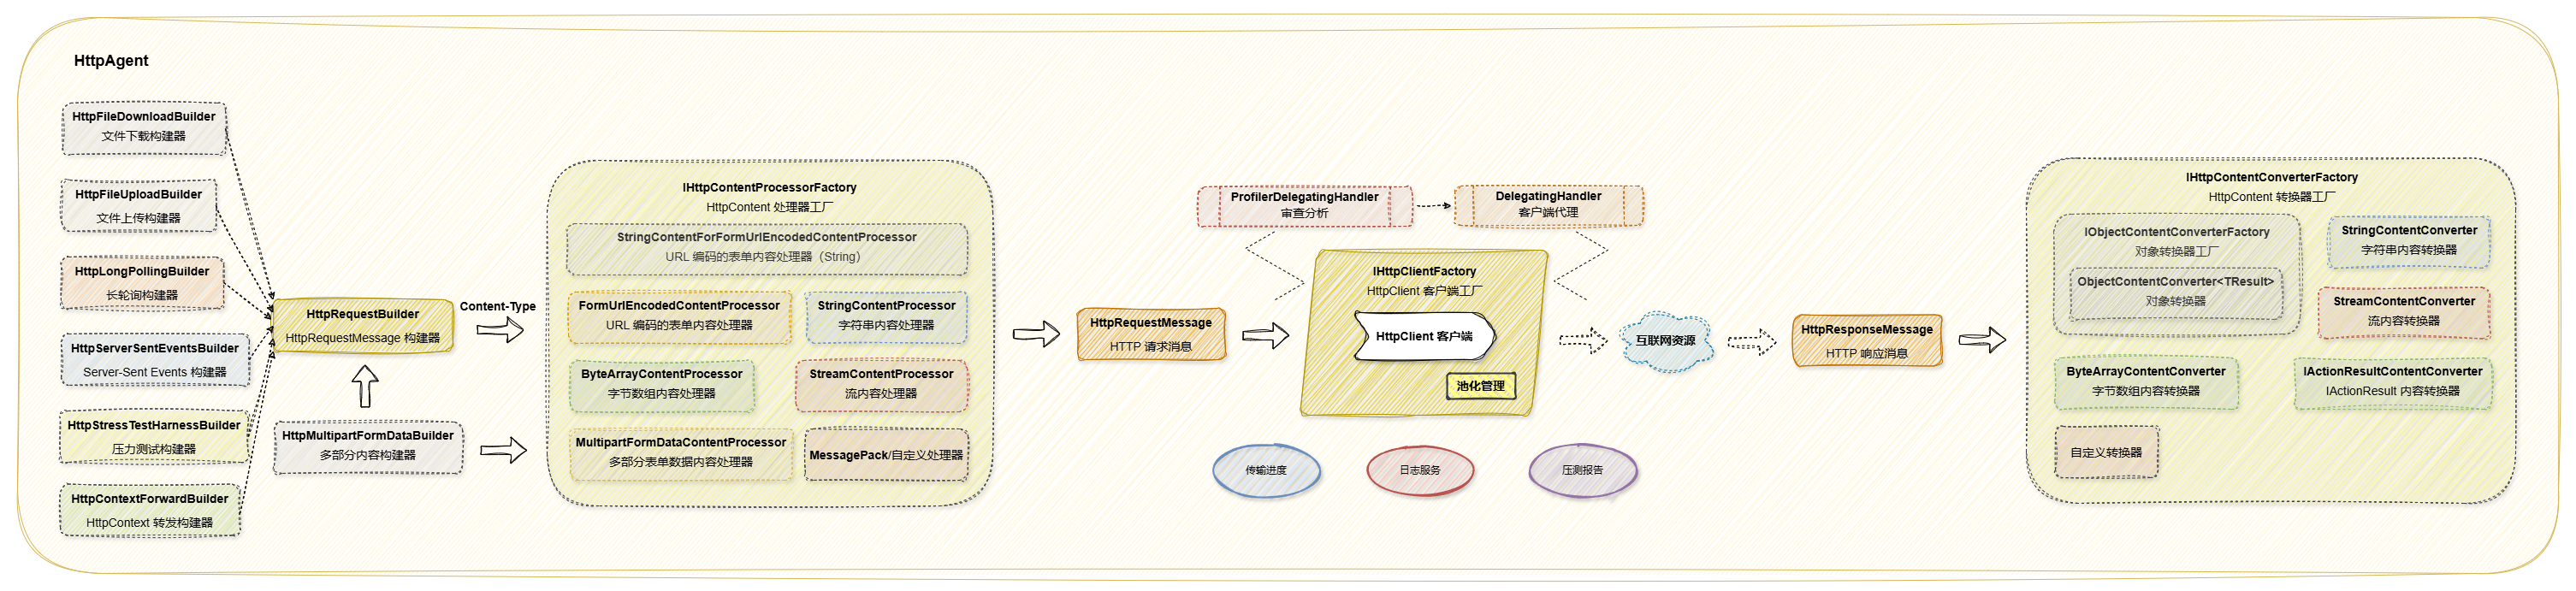 HttpAgent
HttpFileDownloadBuilder
文件下载构建器
HttpFileUploadBuilder
文件上传构建器
HttpLongPollingBuilder
长轮询构建器
HttpServerSentEventsBuilder
Server-Sent Events 构建器
HttpStressTestHarnessBuilder
压力测试构建器
HttpContextForwardBuilder
HttpContext 转发构建器
HttpRequestBuilder
HttpRequestMessage 构建器
HttpMultipartFormDataBuilder
多部分内容构建器
Content-Type
IHttpContentProcessorFactory
HttpContent 处理器工厂
StringContentForFormUrlEncodedContentProcessor
URL 编码的表单内容处理器（String）
FormUrlEncodedContentProcessor
URL 编码的表单内容处理器
StringContentProcessor
字符串内容处理器
ByteArrayContentProcessor
字节数组内容处理器
StreamContentProcessor
流内容处理器
MultipartFormDataContentProcessor
多部分表单数据内容处理器
MessagePack/自定义处理器
HttpRequestMessage
HTTP 请求消息
ProfilerDelegatingHandler
审查分析
DelegatingHandler
客户端代理
IHttpClientFactory
HttpClient 客户端工厂
HttpClient 客户端
池化管理
传输进度
日志服务
压测报告
互联网资源
HttpResponseMessage
HTTP 响应消息
IHttpContentConverterFactory
HttpContent 转换器工厂
IObjectContentConverterFactory
对象转换器工厂
ObjectContentConverter<TResult>
对象转换器
StringContentConverter
字符串内容转换器
StreamContentConverter
流内容转换器
ByteArrayContentConverter
字节数组内容转换器
IActionResultContentConverter
IActionResult 内容转换器
自定义转换器